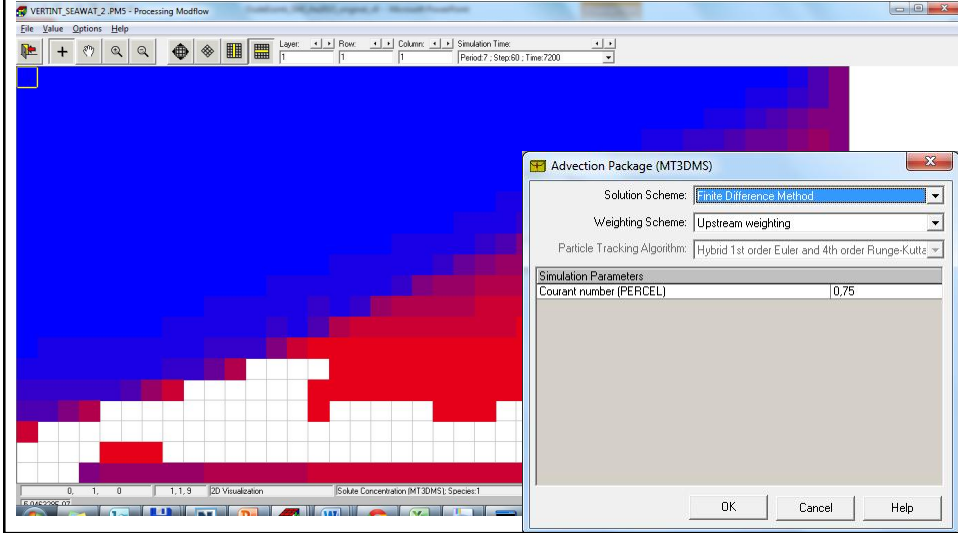 VERTINT_SEAWAT_2 .PM5 - Processing Modflow
File Value Options Help
Layer: Row: Column: Simulation Time:
1 1 1 Period:7 ; Step:60 ; Time:7200
Advection Package (MT3DMS)
Solution Scheme: Finite Difference Method
Weighting Scheme: Upstream weighting
Particle Tracking Algorithm: Hybrid 1st order Euler and 4th order Runge-Kutta
Simulation Parameters
Courant number (PERCEL) 0,75
0, 1, 0 1, 1, 9 2D Visualization Solute Concentration (MT3DMS); Species:1
OK Cancel Help